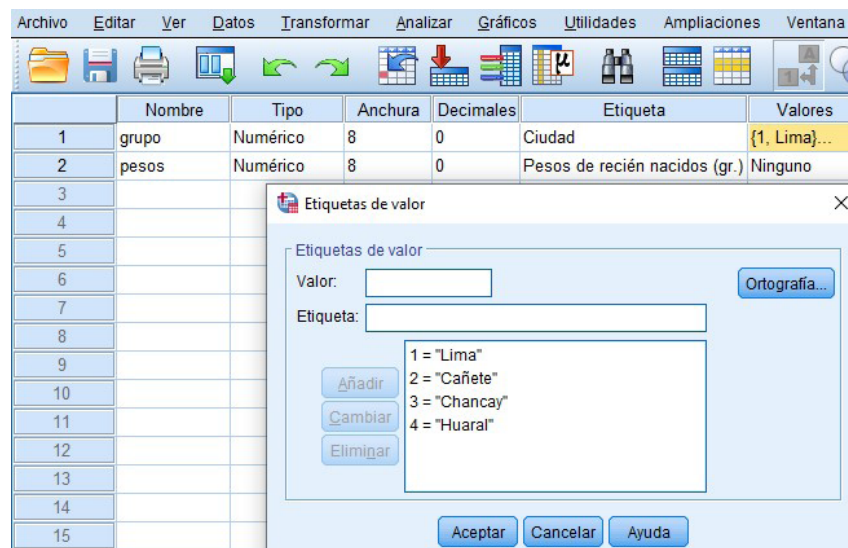 Archivo Editar Ver Datos Transformar Analizar Gráficos Utilidades Ampliaciones Ventana
Nombre Tipo Anchura Decimales Etiqueta Valores
1 grupo Numérico 8 0 Ciudad {1, Lima}...
2 pesos Numérico 8 0 Pesos de recién nacidos (gr.) Ninguno
3
Etiquetas de valor
4
5
Etiquetas de valor
6
Valor:
Ortografía...
7
Etiqueta:
8
9
1 = "Lima"
10
Añadir
2 = "Cañete"
3 = "Chancay"
11
Cambiar
4 = "Huaral"
12
Eliminar
13
14
15
Aceptar Cancelar Ayuda